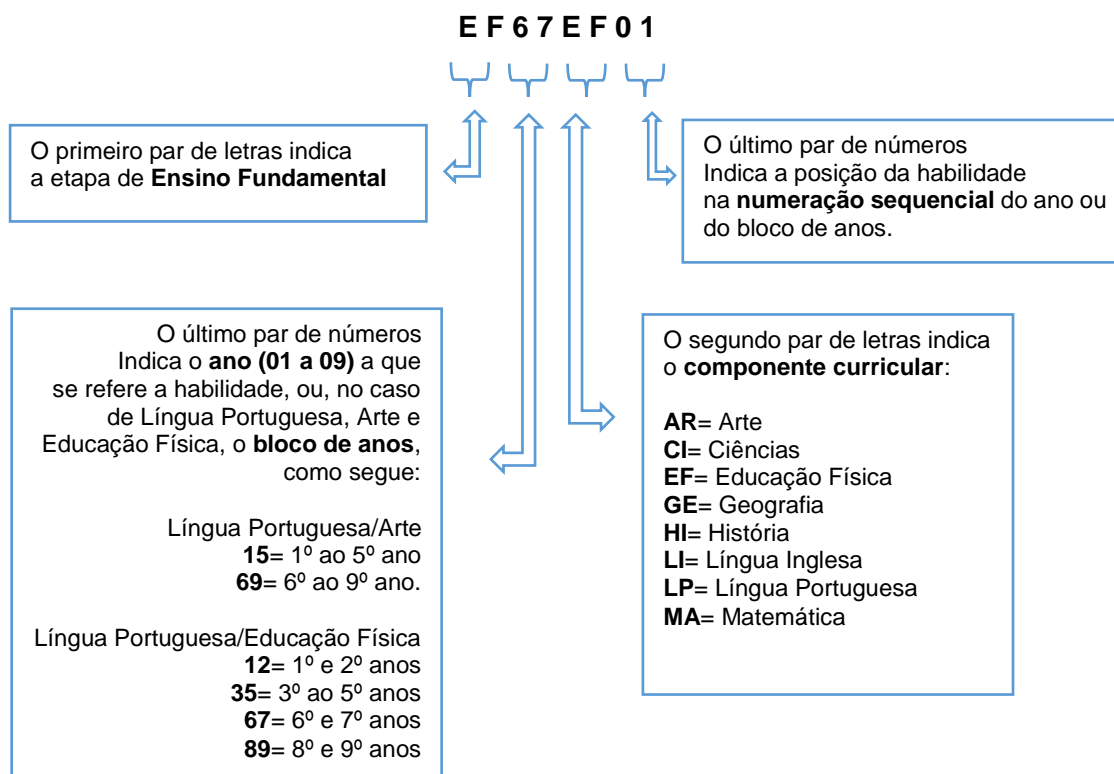 E F 6 7 E F 0 1
O primeiro par de letras indica
a etapa de Ensino Fundamental
O último par de números
Indica a posição da habilidade
na numeração sequencial do ano ou
do bloco de anos.
O último par de números
Indica o ano (01 a 09) a que
se refere a habilidade, ou, no caso
de Língua Portuguesa, Arte e
Educação Física, o bloco de anos,
como segue:
Língua Portuguesa/Arte
15= 1º ao 5º ano
69= 6º ao 9º ano.
Língua Portuguesa/Educação Física
12= 1º e 2º anos
35= 3º ao 5º anos
67= 6º e 7º anos
89= 8º e 9º anos
O segundo par de letras indica
o componente curricular:
AR= Arte
CI= Ciências
EF= Educação Física
GE= Geografia
HI= História
LI= Língua Inglesa
LP= Língua Portuguesa
MA= Matemática